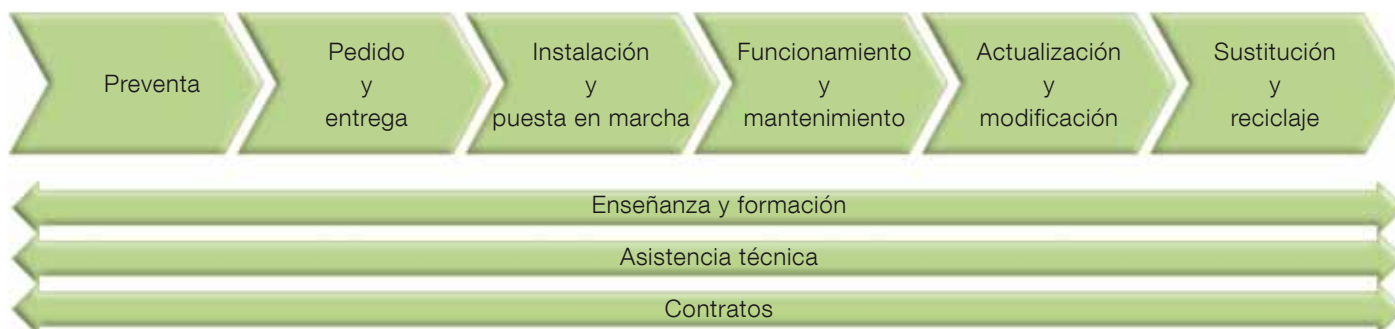 Preventa
Pedido
y
entrega
Instalación
y
puesta en marcha
Funcionamiento
y
mantenimiento
Actualización
y
modificación
Sustitución
y
reciclaje
Enseñanza y formación
Asistencia técnica
Contratos